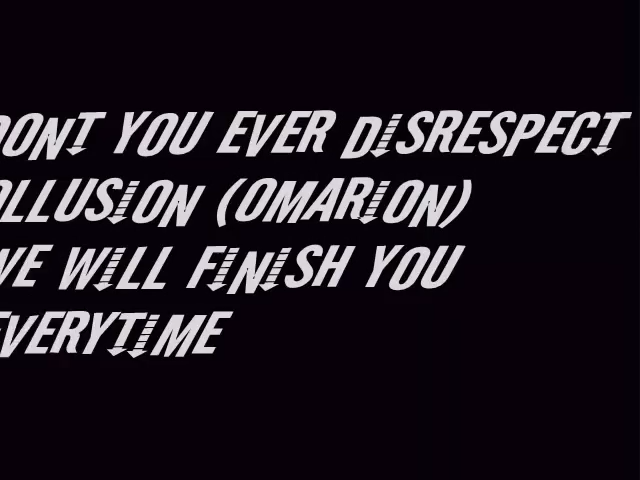 DONT YOU EVER DISRESPECT
OLLUSION (OMARION)
WE WILL FINISH YOU
EVERYTIME